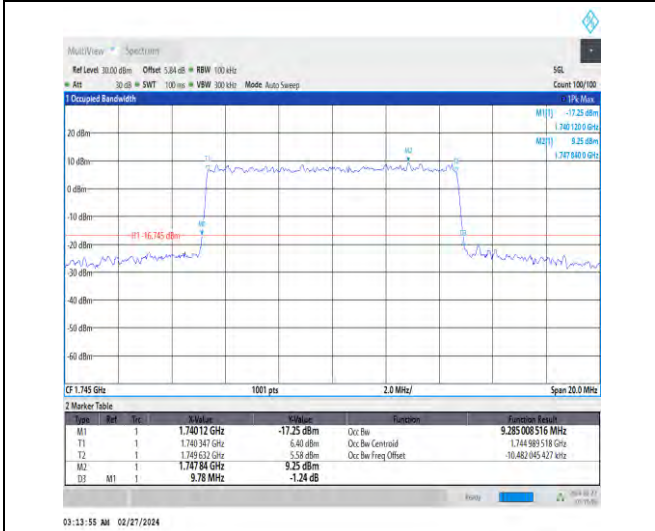 MultiView Spectrum
Ref Level 30.00 dBm Offset 5.84 dB RBW 100 kHz SGL
Att 30 dB SWT 100 ms VBW 300 kHz Mode Auto Sweep Count 100/100
1 Occupied Bandwidth 1Pk Max
M1[1] -17.25 dBm
1.740 120 0 GHz
M2[1] 9.25 dBm
1.747 840 0 GHz
20 dBm
M2
T1
T2
10 dBm
0 dBm
-10 dBm
M1
H1 -16.745 dBm
D3
-20 dBm
-30 dBm
-40 dBm
-50 dBm
-60 dBm
CF 1.745 GHz 1001 pts 2.0 MHz/ Span 20.0 MHz
2 Marker Table
Type Ref Trc X-Value Y-Value Function Function Result
M1 1 1.740 12 GHz -17.25 dBm Occ Bw 9.285 008 516 MHz
T1 1 1.740 347 GHz 6.40 dBm Occ Bw Centroid 1.744 989 518 GHz
T2 1 1.749 632 GHz 5.58 dBm Occ Bw Freq Offset -10.482 045 427 kHz
M2 1 1.747 84 GHz 9.25 dBm
D3 M1 1 9.78 MHz -1.24 dB
Ready
03:13:55 AM 02/27/2024